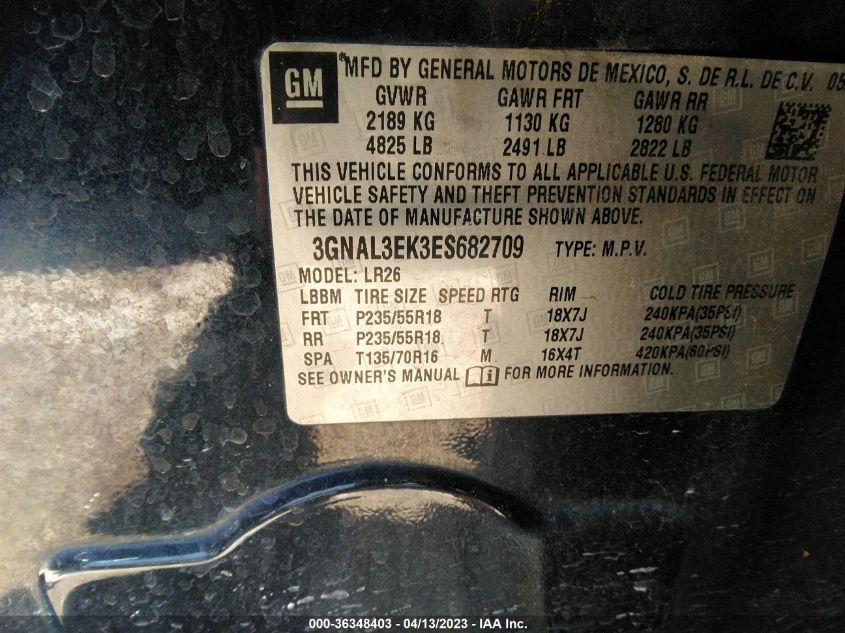 GM
MFD BY GENERAL MOTORS DE MEXICO, S. DE R.L. DE C.V. 05
GVWR GAWR FRT GAWR RR
2189 KG 1130 KG 1280 KG
4825 LB 2491 LB 2822 LB
THIS VEHICLE CONFORMS TO ALL APPLICABLE U.S. FEDERAL MOTOR
VEHICLE SAFETY AND THEFT PREVENTION STANDARDS IN EFFECT ON
THE DATE OF MANUFACTURE SHOWN ABOVE.
3GNAL3EK3ES682709 TYPE: M.P.V.
MODEL: LR26
LBBM TIRE SIZE SPEED RTG RIM COLD TIRE PRESSURE
FRT P235/55R18 T 18X7J 240KPA(35PSI)
RR P235/55R18 T 18X7J 240KPA(35PSI)
SPA T135/70R16 M 16X4T 420KPA(60PSI)
SEE OWNER'S MANUAL FOR MORE INFORMATION.
000-36348403 - 04/13/2023 - IAA Inc.